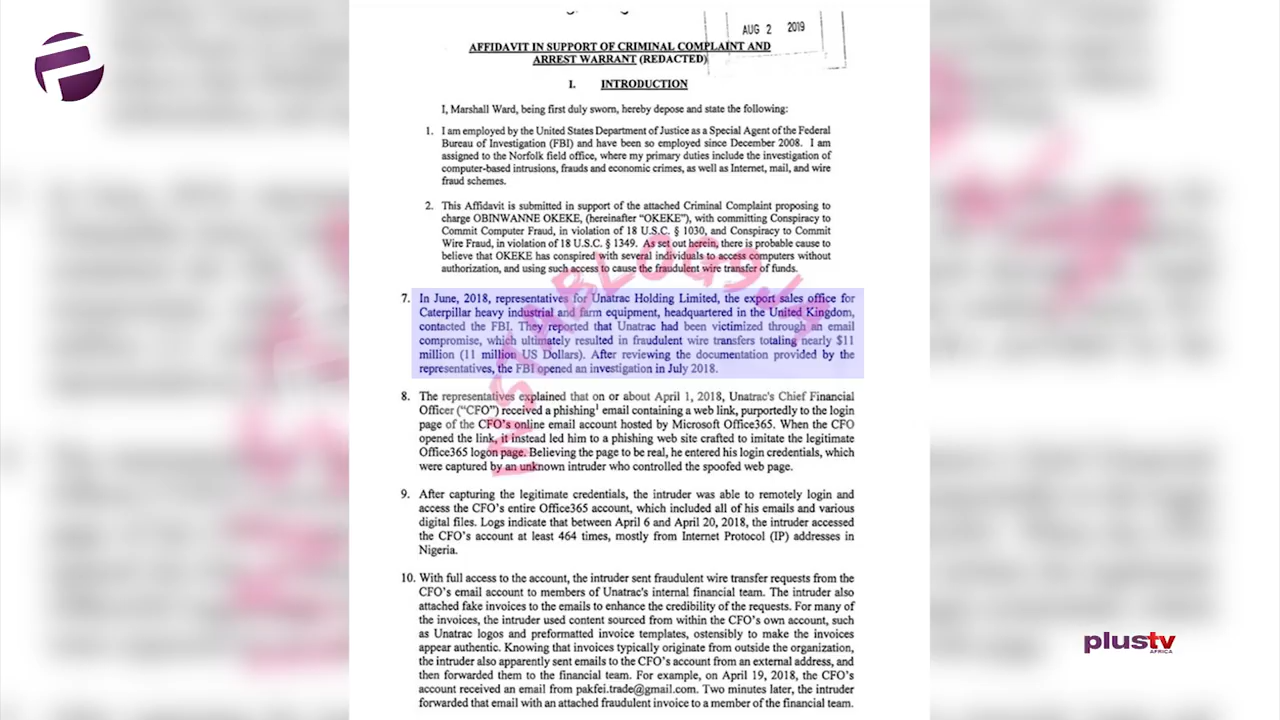 AUG 2 2019
AFFIDAVIT IN SUPPORT OF CRIMINAL COMPLAINT AND
ARREST WARRANT (REDACTED)
I. INTRODUCTION
I, Marshall Ward, being first duly sworn, hereby depose and state the following:
1. I am employed by the United States Department of Justice as a Special Agent of the Federal
Bureau of Investigation (FBI) and have been so employed since December 2008. I am
assigned to the Norfolk field office, where my primary duties include the investigation of
computer-based intrusions, frauds and economic crimes, as well as Internet, mail, and wire
fraud schemes.
2. This Affidavit is submitted in support of the attached Criminal Complaint proposing to
charge OBINWANNE OKEKE, (hereinafter “OKEKE”), with committing Conspiracy to
Commit Computer Fraud, in violation of 18 U.S.C. § 1030, and Conspiracy to Commit
Wire Fraud, in violation of 18 U.S.C. § 1349. As set out herein, there is probable cause to
believe that OKEKE has conspired with several individuals to access computers without
authorization, and using such access to cause the fraudulent wire transfer of funds.
7. In June, 2018, representatives for Unatrac Holding Limited, the export sales office for
Caterpillar heavy industrial and farm equipment, headquartered in the United Kingdom,
contacted the FBI. They reported that Unatrac had been victimized through an email
compromise, which ultimately resulted in fraudulent wire transfers totaling nearly $11
million (11 million US Dollars). After reviewing the documentation provided by the
representatives, the FBI opened an investigation in July 2018.
8. The representatives explained that on or about April 1, 2018, Unatrac's Chief Financial
Officer (“CFO”) received a phishing¹ email containing a web link, purportedly to the login
page of the CFO's online email account hosted by Microsoft Office365. When the CFO
opened the link, it instead led him to a phishing web site crafted to imitate the legitimate
Office365 logon page. Believing the page to be real, he entered his login credentials, which
were captured by an unknown intruder who controlled the spoofed web page.
9. After capturing the legitimate credentials, the intruder was able to remotely login and
access the CFO's entire Office365 account, which included all of his emails and various
digital files. Logs indicate that between April 6 and April 20, 2018, the intruder accessed
the CFO's account at least 464 times, mostly from Internet Protocol (IP) addresses in
Nigeria.
10. With full access to the account, the intruder sent fraudulent wire transfer requests from the
CFO's email account to members of Unatrac's internal financial team. The intruder also
attached fake invoices to the emails to enhance the credibility of the requests. For many of
the invoices, the intruder used content sourced from within the CFO's own account, such
as Unatrac logos and preformatted invoice templates, ostensibly to make the invoices
appear authentic. Knowing that invoices typically originate from outside the organization,
the intruder also apparently sent emails to the CFO's account from an external address, and
then forwarded them to the financial team. For example, on April 19, 2018, the CFO's
account received an email from pakfei.trade@gmail.com. Two minutes later, the intruder
forwarded that email with an attached fraudulent invoice to a member of the financial team.
plustv
AFRICA